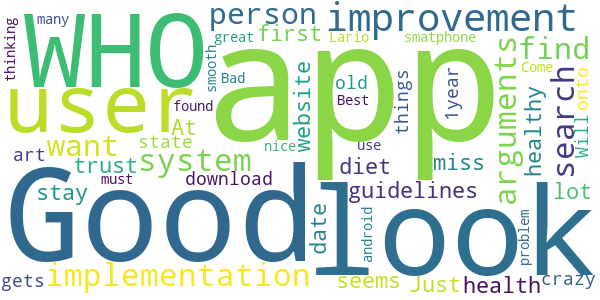 many
thinking
WHO
smooth
great
person
first
Lario
improvement
smatphone
Bad
app
old
Best
things
1year
Come
find
user
At
found
website
search
onto
want
state
arguments
healthy
Will
art
trust
system
nice
use
diet
miss
stay
must
download
guidelines
lot
Good
look
date
android
problem
gets
implementation
seems
Just
health
crazy